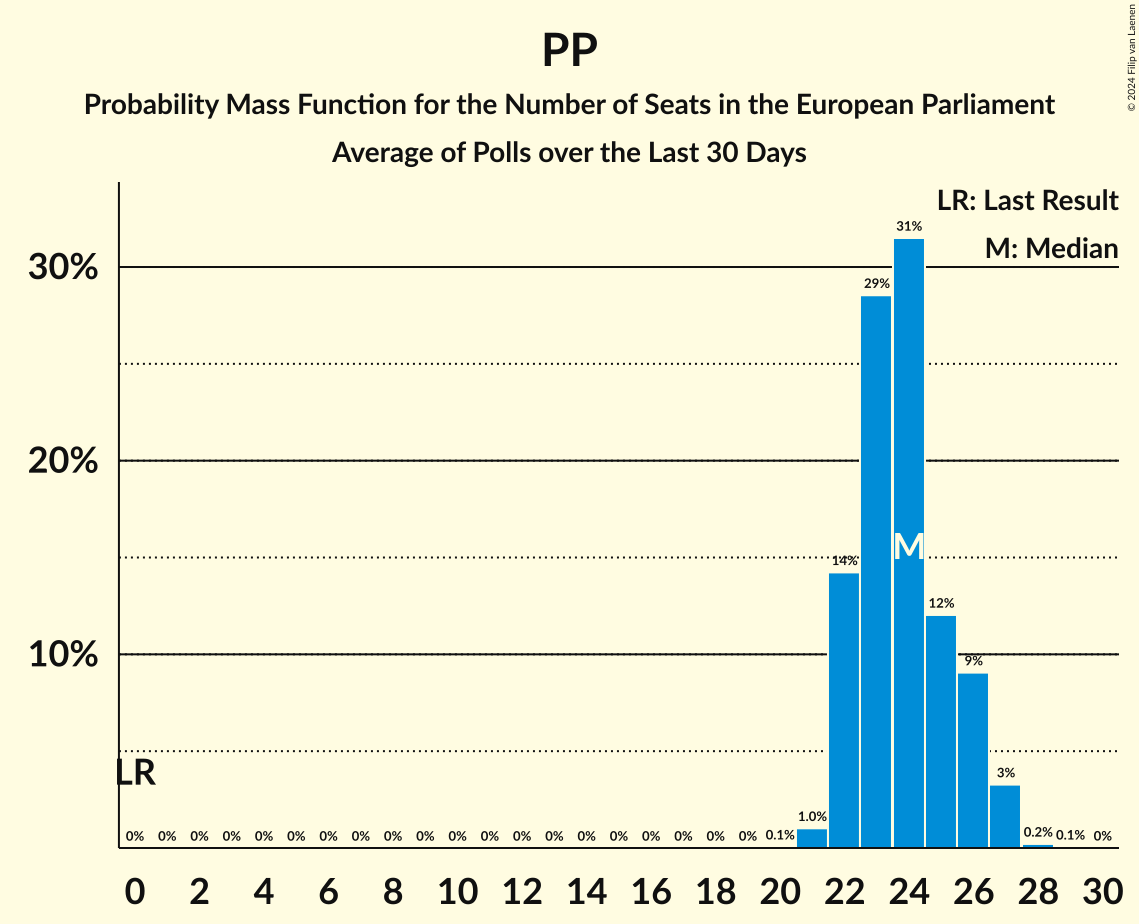 © 2024 Filip van Laenen
PP
Probability Mass Function for the Number of Seats in the European Parliament
Average of Polls over the Last 30 Days
LR: Last Result
M: Median
31%
30%
29%
20%
M
14%
12%
10%
9%
LR
3%
0% 0% 0% 0% 0% 0% 0% 0% 0% 0% 0% 0% 0% 0% 0% 0% 0% 0% 0% 0% 0.1% 1.0% 0.2% 0.1% 0%
0 2 4 6 8 10 12 14 16 18 20 22 24 26 28 30